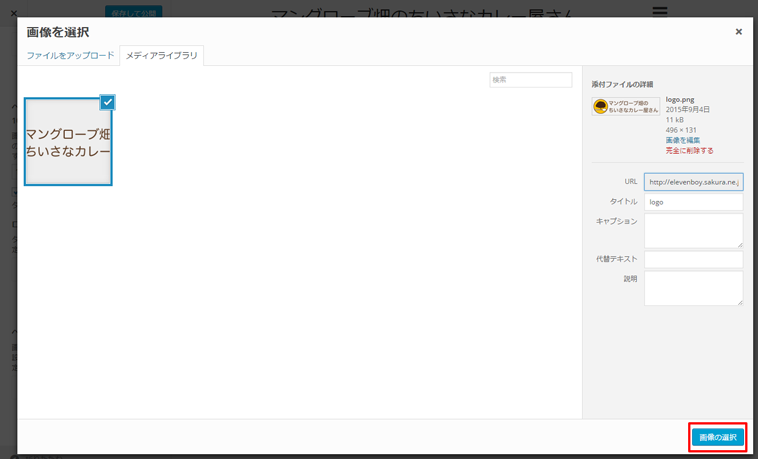 保存して公開
マングローブ畑のちいさなカレー屋さん
画像を選択
ファイルをアップロード
メディアライブラリ
検索
マングローブ畑
ちいさなカレー
添付ファイルの詳細
マングローブ畑の
ちいさなカレー屋さん
logo.png
2015年9月4日
11 kB
496 × 131
画像を編集
完全に削除する
URL http://elevenboy.sakura.ne.j
タイトル logo
キャプション
代替テキスト
説明
画像の選択